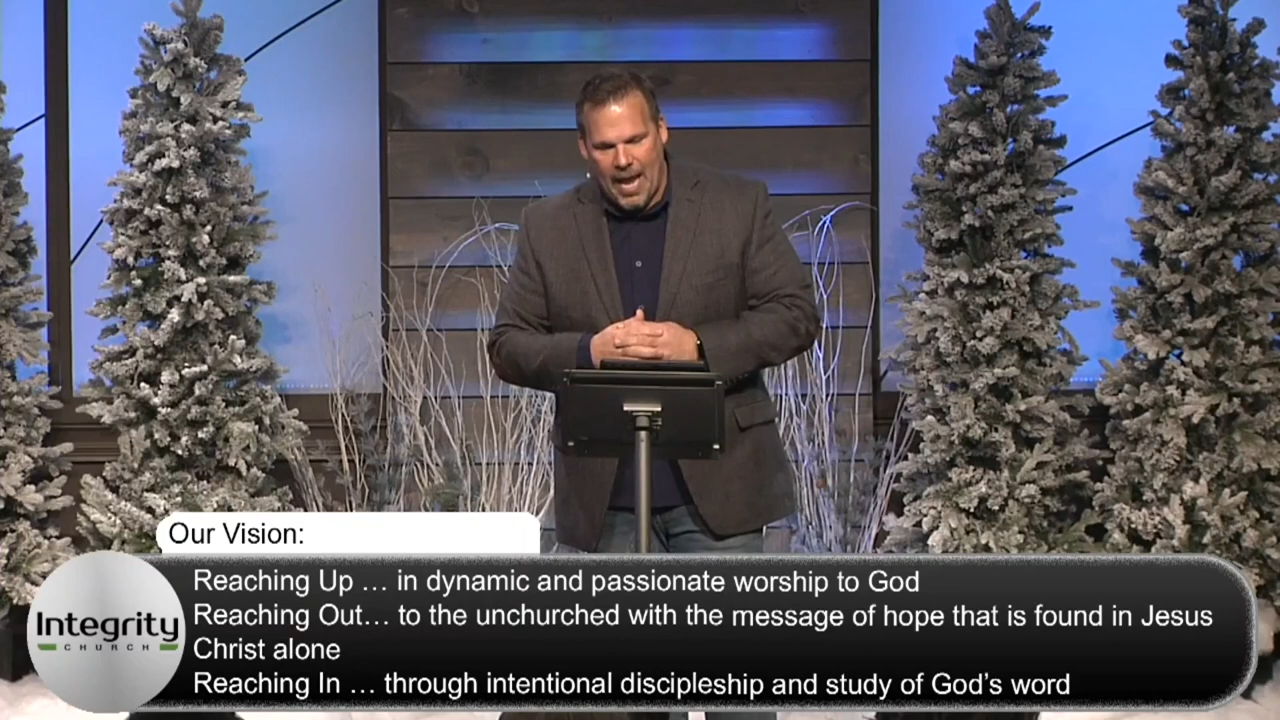 Our Vision:
Reaching Up … in dynamic and passionate worship to God
Reaching Out… to the unchurched with the message of hope that is found in Jesus
Christ alone
Reaching In … through intentional discipleship and study of God's word
Integrity
CHURCH